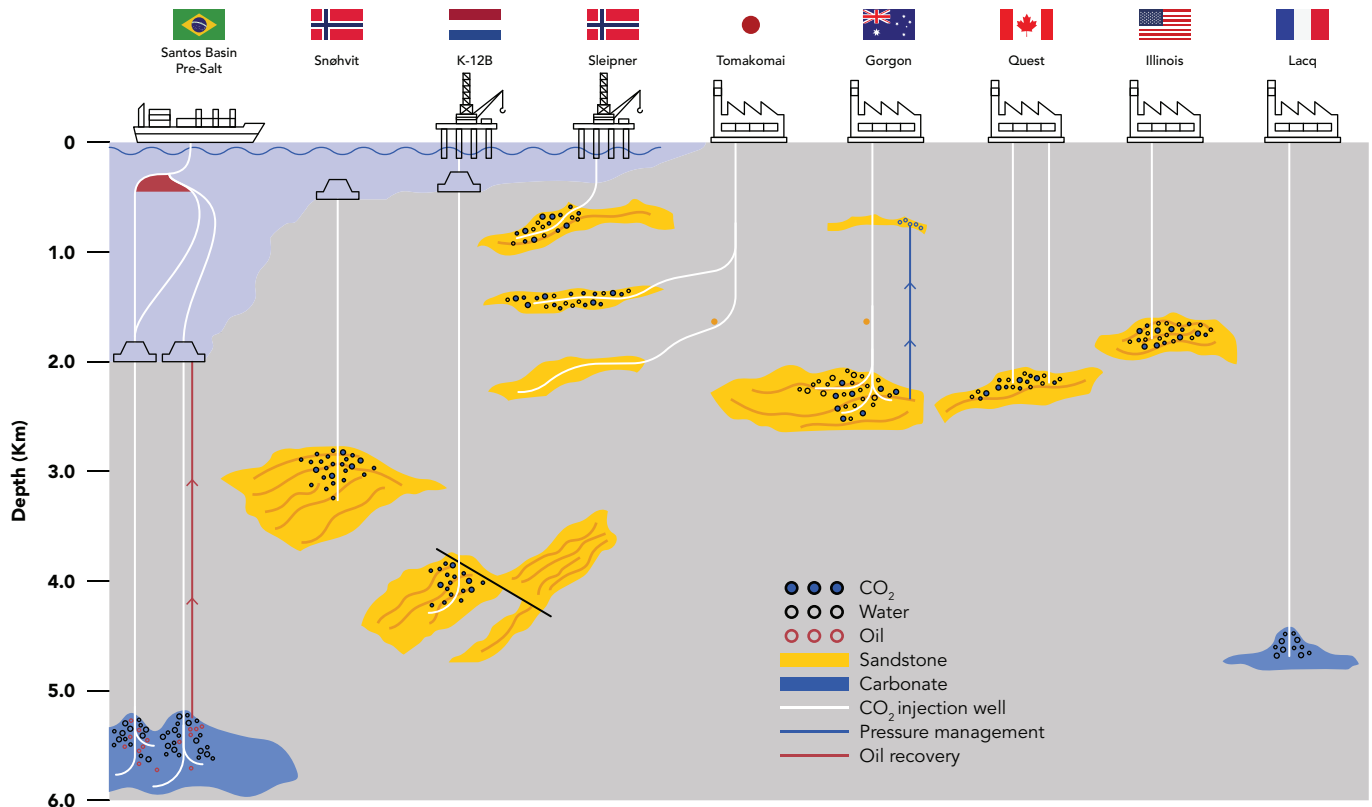 Santos Basin
Pre-Salt
Snøhvit
K-12B
Sleipner
Tomakomai
Gorgon
Quest
Illinois
Lacq
0
1.0
2.0
3.0
4.0
5.0
6.0
Depth (Km)
CO2
Water
Oil
Sandstone
Carbonate
CO2 injection well
Pressure management
Oil recovery